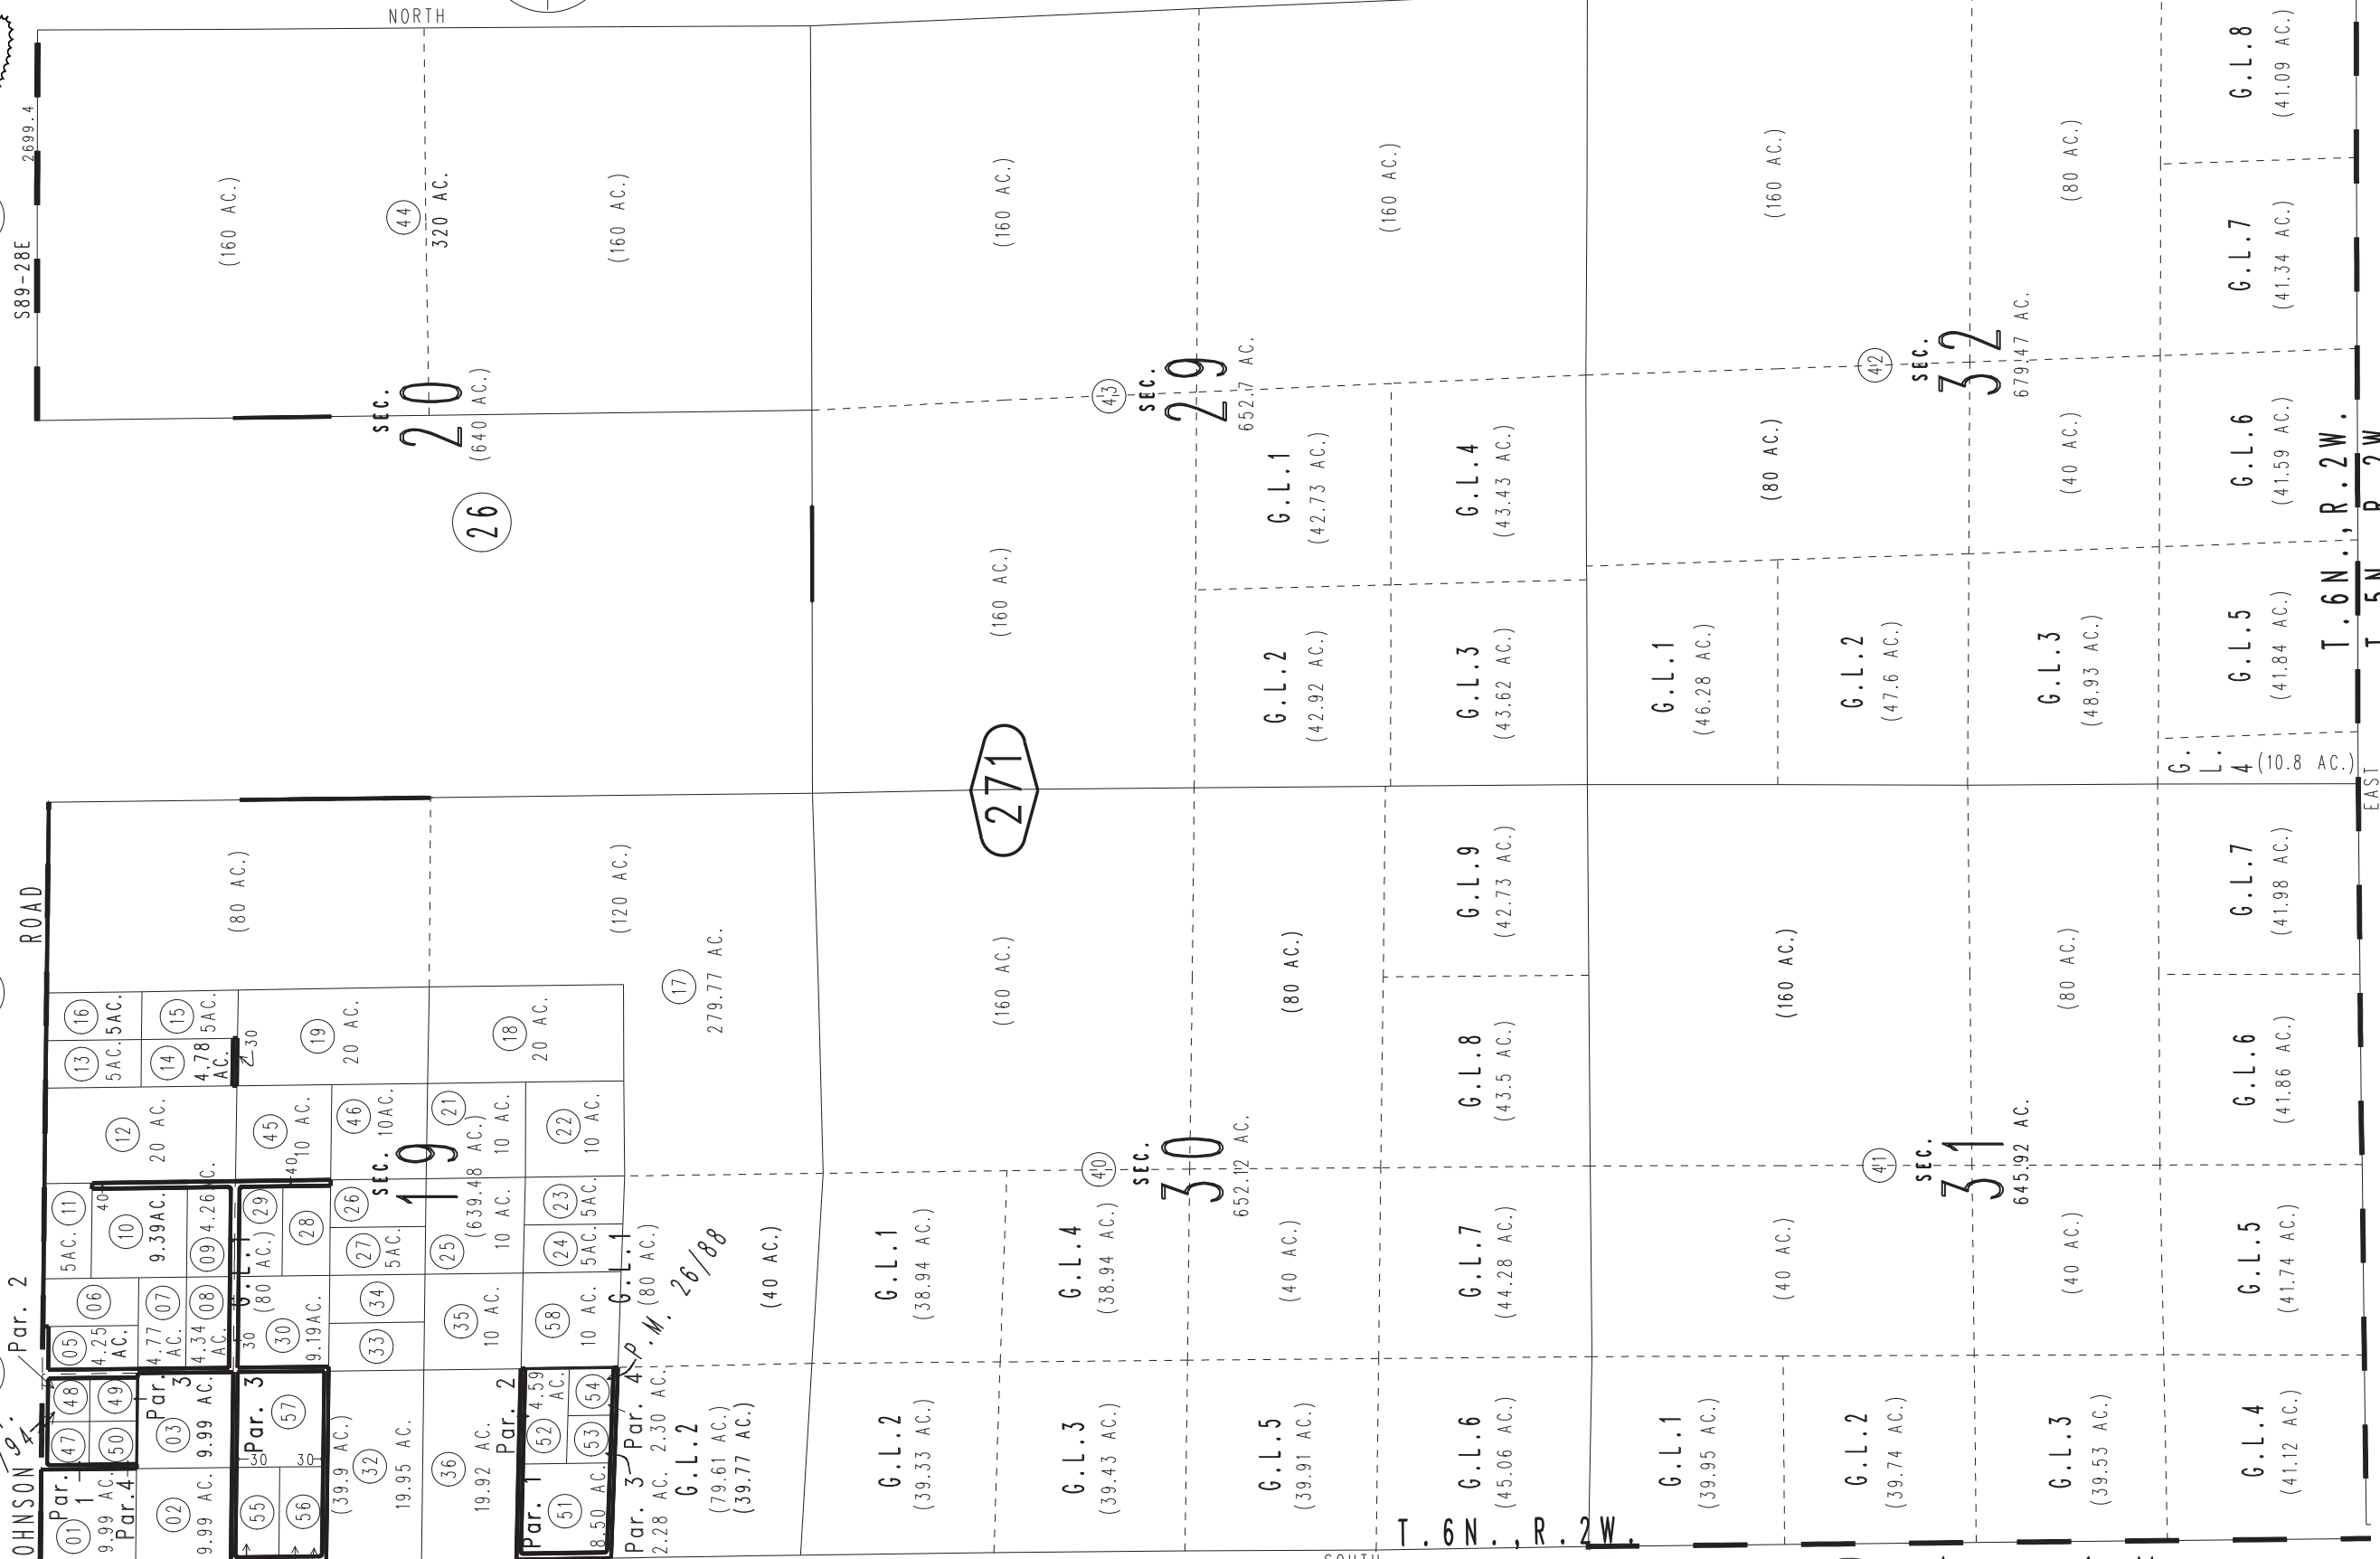 NORTH
S89-28E 2699.4
(160 AC.)
44
320 AC.
(160 AC.)
SEC.
20
(640 AC.)
26
(160 AC.)
(160 AC.)
43
SEC.
29
652.7 AC.
(160 AC.)
G.L.1
(42.73 AC.)
G.L.4
(43.43 AC.)
G.L.2
(42.92 AC.)
G.L.3
(43.62 AC.)
(160 AC.)
(80 AC.)
42
SEC.
32
679.47 AC.
(80 AC.)
(40 AC.)
G.L.8
(41.09 AC.)
G.L.7
(41.34 AC.)
G.L.6
(41.59 AC.)
G.L.5
(41.84 AC.)
G.L.1
(46.28 AC.)
G.L.2
(47.6 AC.)
G.L.3
(48.93 AC.)
G.
L.
4
(10.8 AC.)
T.6N.,R.2W.
T.5N R 2W
EAST
271
ROAD
(80 AC.)
(120 AC.)
17
279.77 AC.
16
5AC.
15
5AC.
13
5AC.
14
4.78
AC.
30
19
20 AC.
18
20 AC.
12
20 AC.
45
10 AC.
46
10AC.
21
10 AC.
22
10 AC.
SEC.
19
(639.48 AC.)
11
5AC.
40
10
9.39AC.
09
4.26 AC.
40
29
28
G.L.1
(80
AC.)
26
27
5AC.
25
10 AC.
23
5AC.
24
5AC.
G.L.1
(80 AC.)
(40 AC.)
06
05
4.25
AC.
07
4.77
AC.
08
4.34
AC.
30
30
9.19AC.
34
33
35
10 AC.
58
10 AC.
P.M. 26/88
Par. 2
48
49
47
50
Par. 3
03
9.99 AC.
Par. 3
57
30
30
55
56
(39.9 AC.)
32
19.95 AC.
36
19.92 AC.
Par. 2
52
4.59
AC.
54
53
Par. 1
51
8.50 AC.
Par. 4
2.30 AC.
Par. 3
2.28 AC.
G.L.2
(79.61 AC.)
(39.77 AC.)
OHNSON
Par. 1
01
9.99 AC.
Par.4
02
9.99 AC.
94
(160 AC.)
(80 AC.)
G.L.9
(42.73 AC.)
G.L.8
(43.5 AC.)
40
SEC.
30
652.12 AC.
G.L.1
(38.94 AC.)
G.L.4
(38.94 AC.)
(40 AC.)
G.L.7
(44.28 AC.)
G.L.2
(39.33 AC.)
G.L.3
(39.43 AC.)
G.L.5
(39.91 AC.)
G.L.6
(45.06 AC.)
(160 AC.)
(80 AC.)
G.L.7
(41.98 AC.)
G.L.6
(41.86 AC.)
41
SEC.
31
645.92 AC.
(40 AC.)
(40 AC.)
G.L.5
(41.74 AC.)
G.L.1
(39.95 AC.)
G.L.2
(39.74 AC.)
G.L.3
(39.53 AC.)
G.L.4
(41.12 AC.)
T.6N.,R.2W.
SOUTH